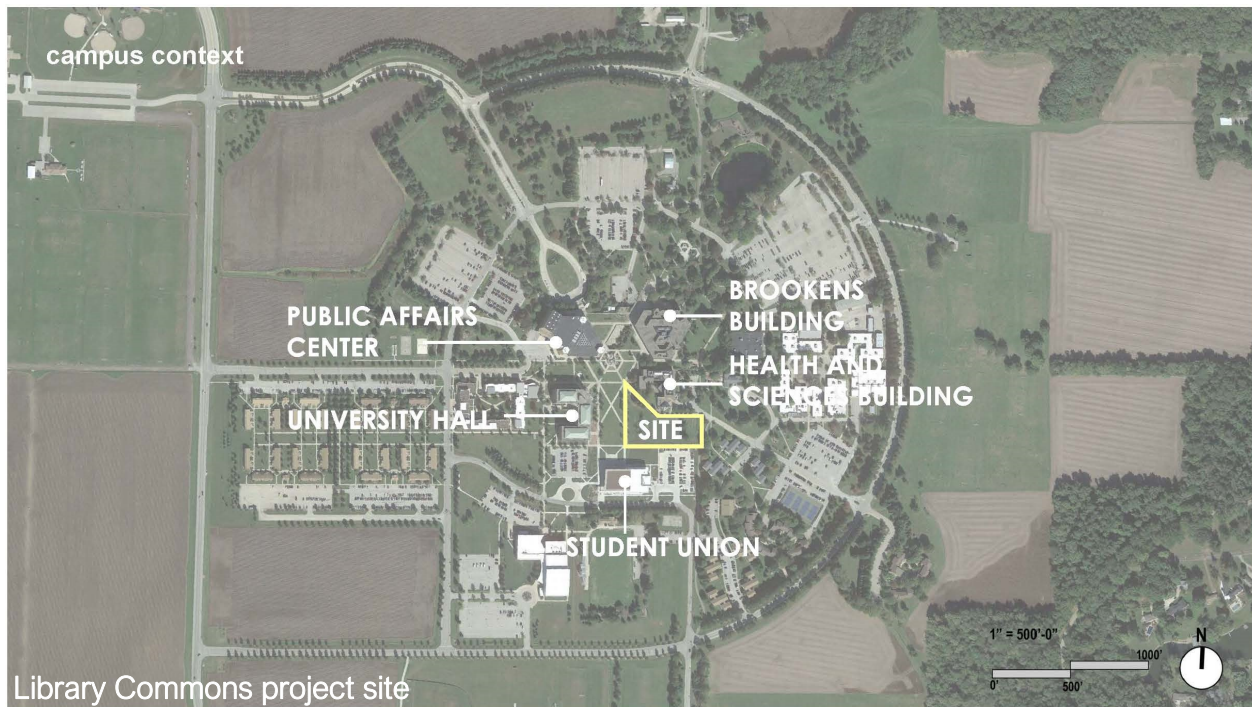 campus context
PUBLIC AFFAIRS
CENTER
BROOKENS
BUILDING
HEALTH AND
SCIENCES BUILDING
UNIVERSITY HALL
SITE
STUDENT UNION
1" = 500'-0"
1000'
0'
500'
N
Library Commons project site